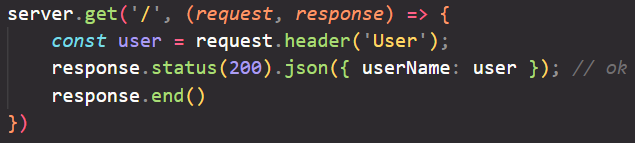 server.get('/', (request, response) => {
    const user = request.header('User');
    response.status(200).json({ userName: user }); // ok
    response.end()
})